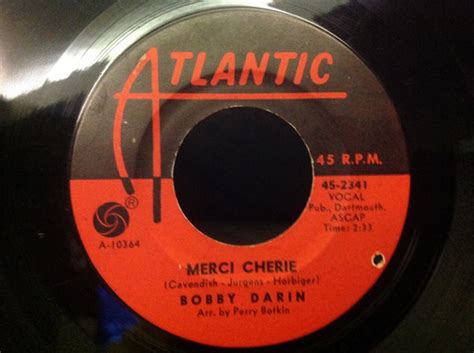 ATLANTIC
45 R.P.M.
45-2341
VOCAL
Pub., Dartmouth,
ASCAP
Time: 2:33
®
A-10364
MERCI CHERIE
(Cavendish - Jurgens - Horbiger)
BOBBY DARIN
Arr. by Perry Botkin